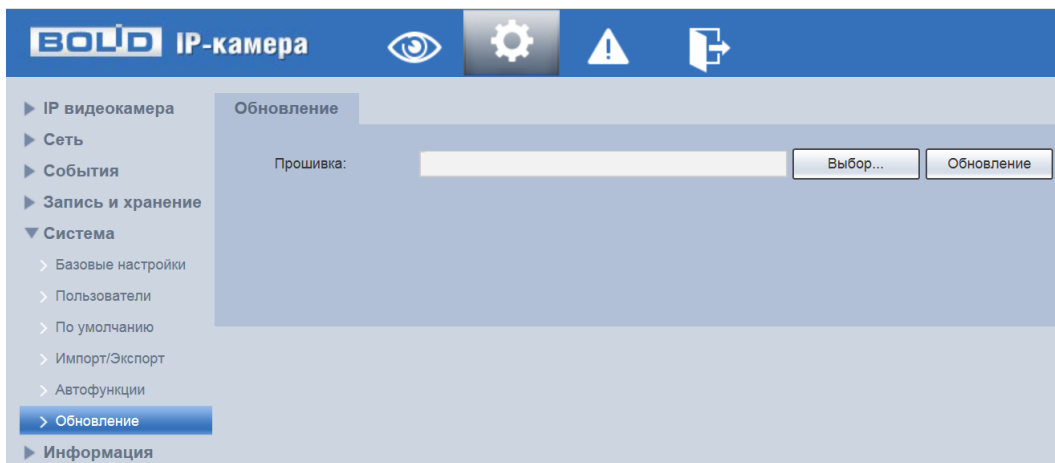 BOLID IP-камера
IP видеокамера
Сеть
События
Запись и хранение
Система
Базовые настройки
Пользователи
По умолчанию
Импорт/Экспорт
Автофункции
Обновление
Информация
Обновление
Прошивка: Выбор... Обновление